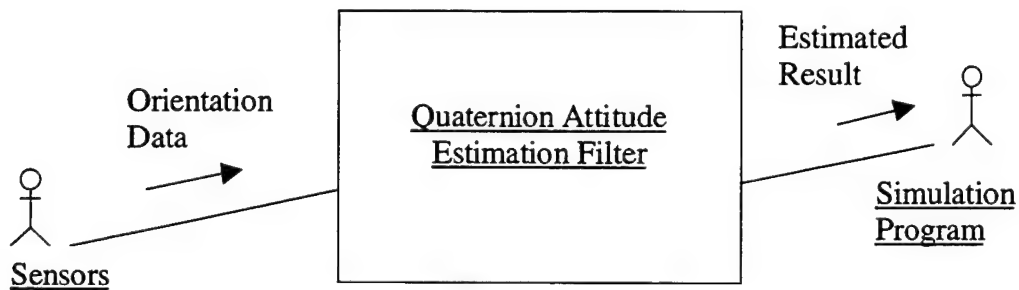 Orientation
Data
Sensors
Quaternion Attitude
Estimation Filter
Estimated
Result
Simulation
Program